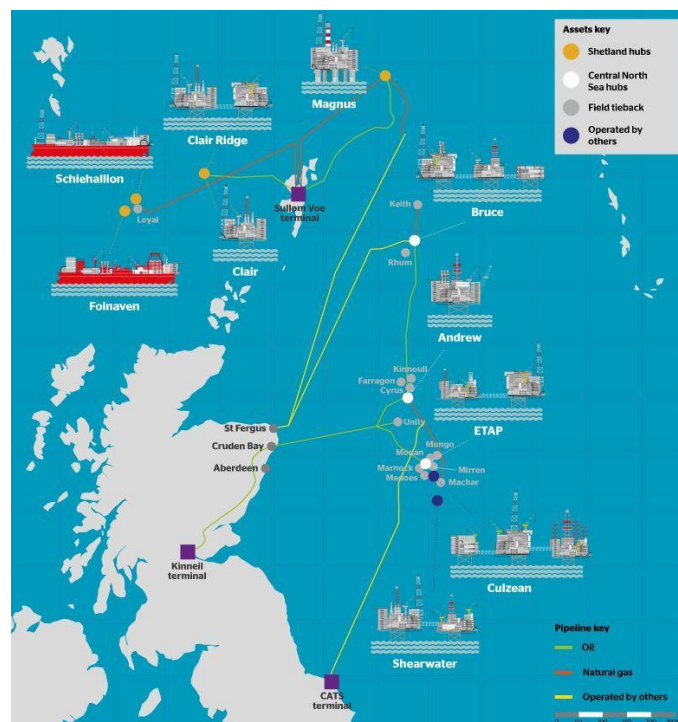 Assets key
Shetland hubs
Central North
Sea hubs
Field tieback
Operated by
others
Magnus
Clair Ridge
Schiehallion
Loyal
Sullom Voe
terminal
Clair
Foinaven
Keith
Bruce
Rhum
Andrew
Kinnoull
Farragon
Cyrus
Unity
ETAP
Mungo
Monan
Marnock
Mirren
Madoes
Machar
St Fergus
Cruden Bay
Aberdeen
Kinneil
terminal
Culzean
Shearwater
CATS
terminal
Pipeline key
Oil
Natural gas
Operated by others